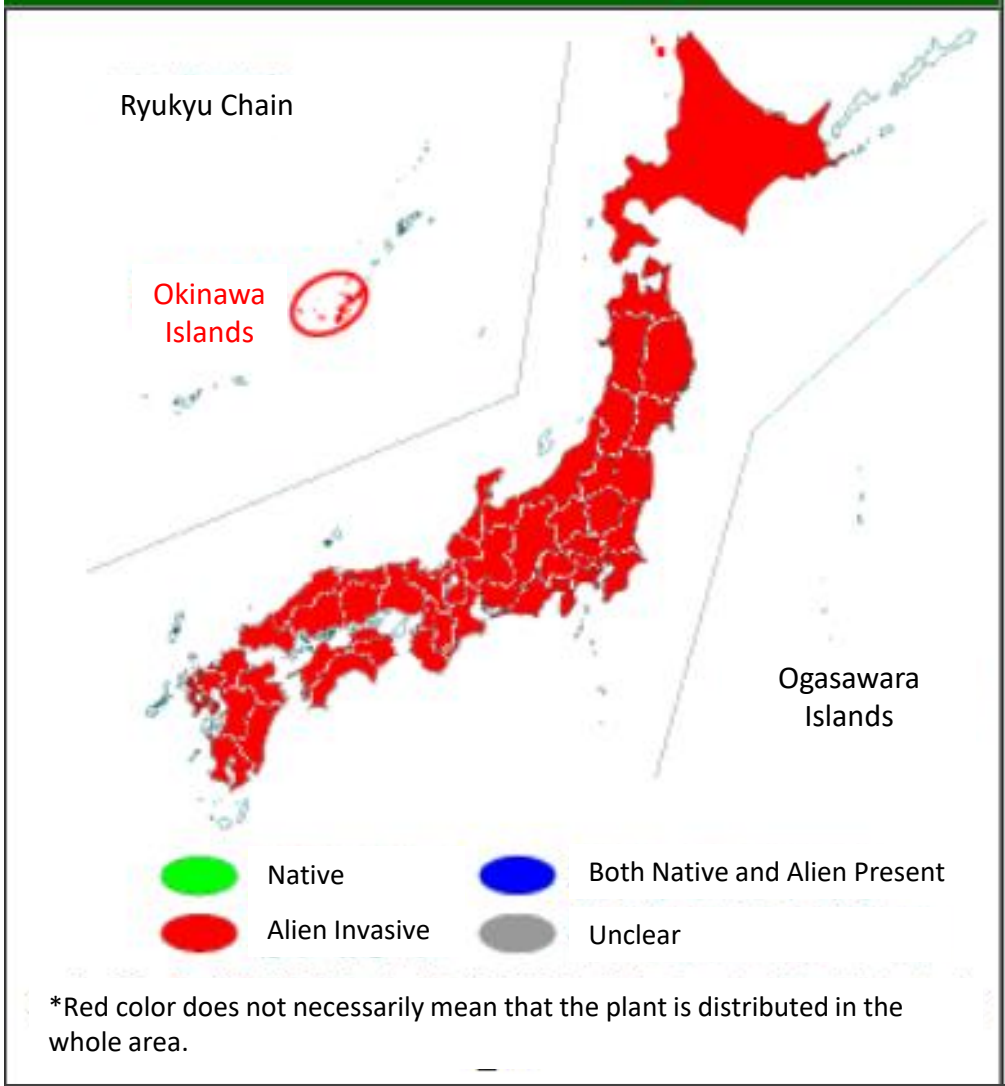 Ryukyu Chain
Okinawa
Islands
Ogasawara
Islands
Native
Both Native and Alien Present
Alien Invasive
Unclear
*Red color does not necessarily mean that the plant is distributed in the
whole area.